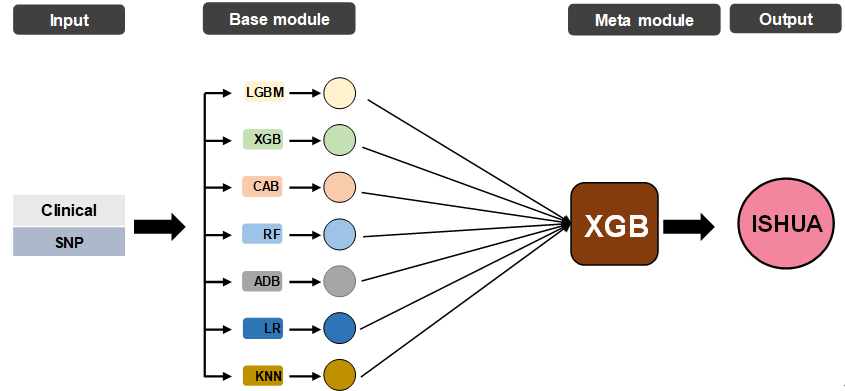 Input
Base module
Meta module
Output
LGBM
XGB
CAB
RF
ADB
LR
KNN
Clinical
SNP
XGB
ISHUA